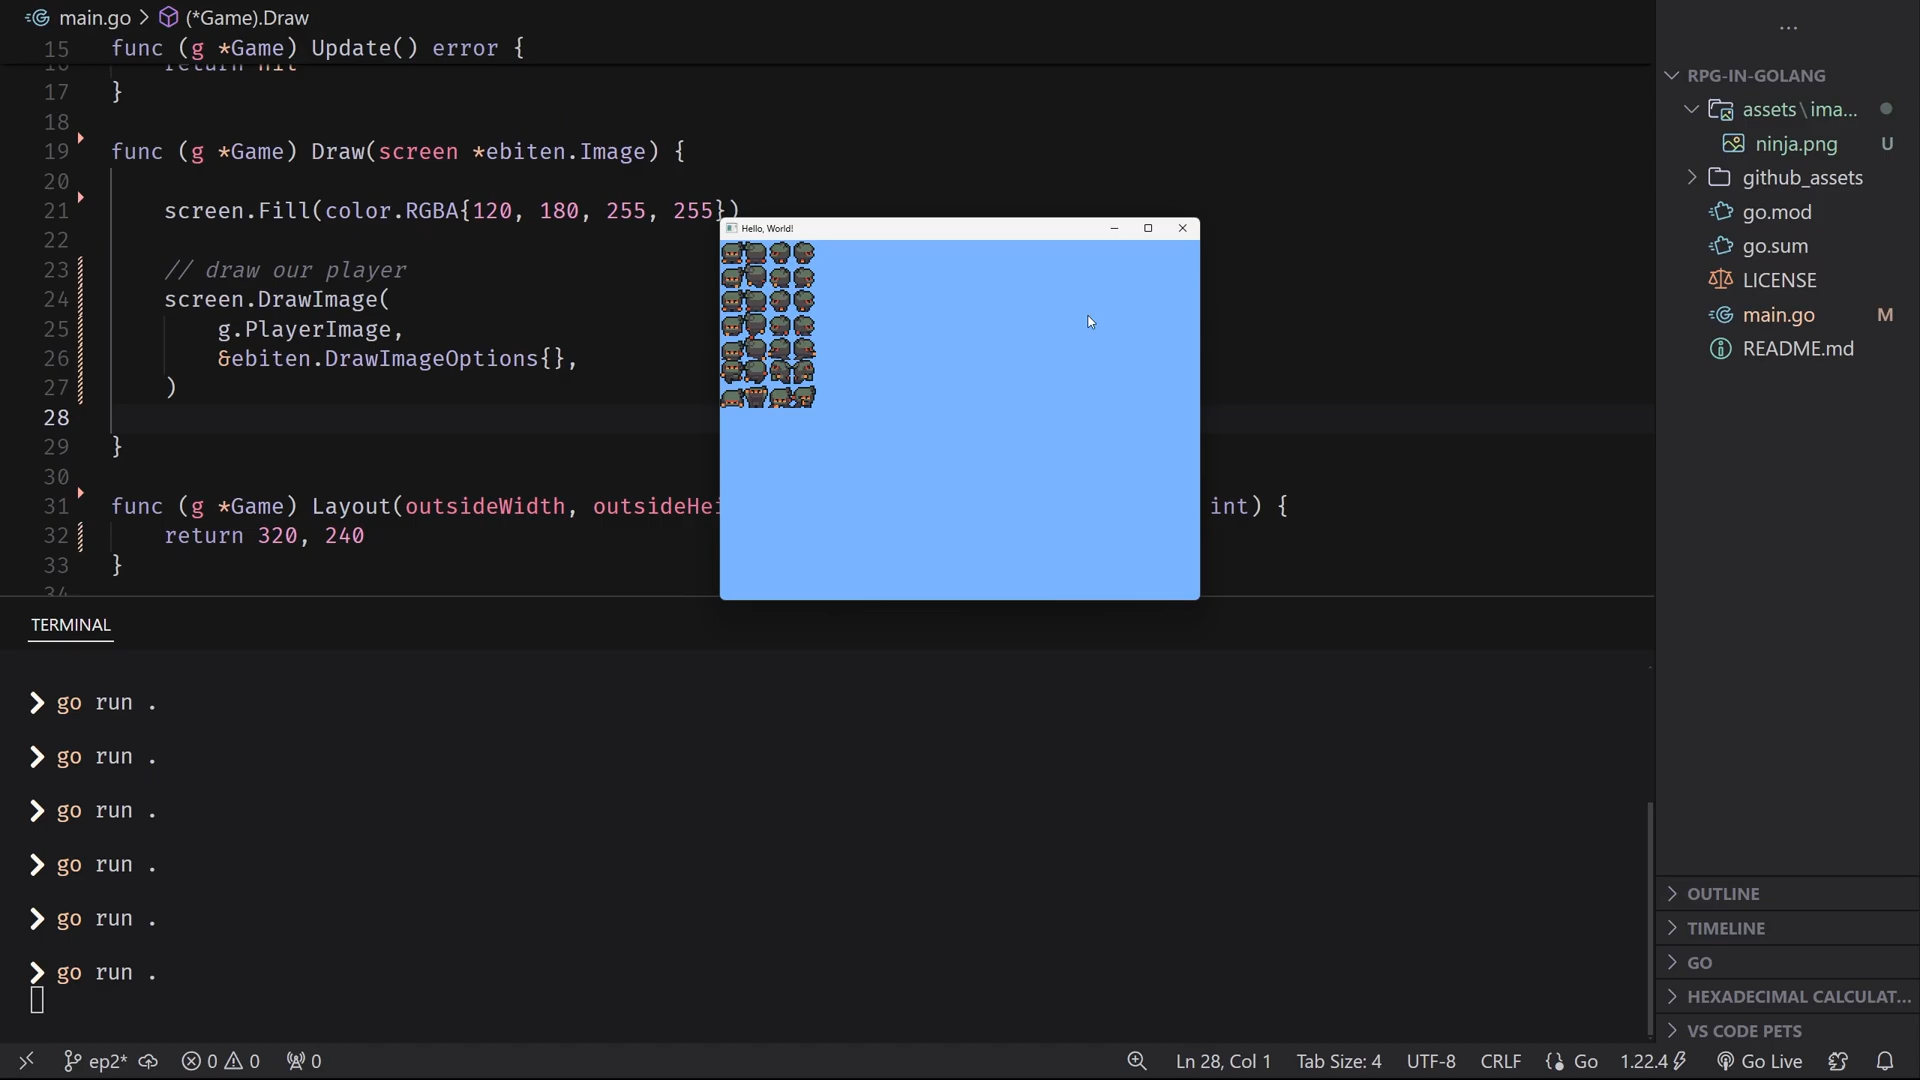 main.go > (*Game).Draw
15 func (g *Game) Update() error {
16 return nil
17 }
18
19 func (g *Game) Draw(screen *ebiten.Image) {
20
21 screen.Fill(color.RGBA{120, 180, 255, 255})
22
23 // draw our player
24 screen.DrawImage(
25 g.PlayerImage,
26 &ebiten.DrawImageOptions{},
27 )
28
29 }
30
31 func (g *Game) Layout(outsideWidth, outsideHei int) {
32 return 320, 240
33 }
34
Hello, World!
TERMINAL
❯ go run .
❯ go run .
❯ go run .
❯ go run .
❯ go run .
❯ go run .
...
RPG-IN-GOLANG
assets\ima...
ninja.png U
github_assets
go.mod
go.sum
LICENSE
main.go M
README.md
OUTLINE
TIMELINE
GO
HEXADECIMAL CALCULAT...
VS CODE PETS
ep2* 0 0 0 Ln 28, Col 1 Tab Size: 4 UTF-8 CRLF Go 1.22.4 Go Live